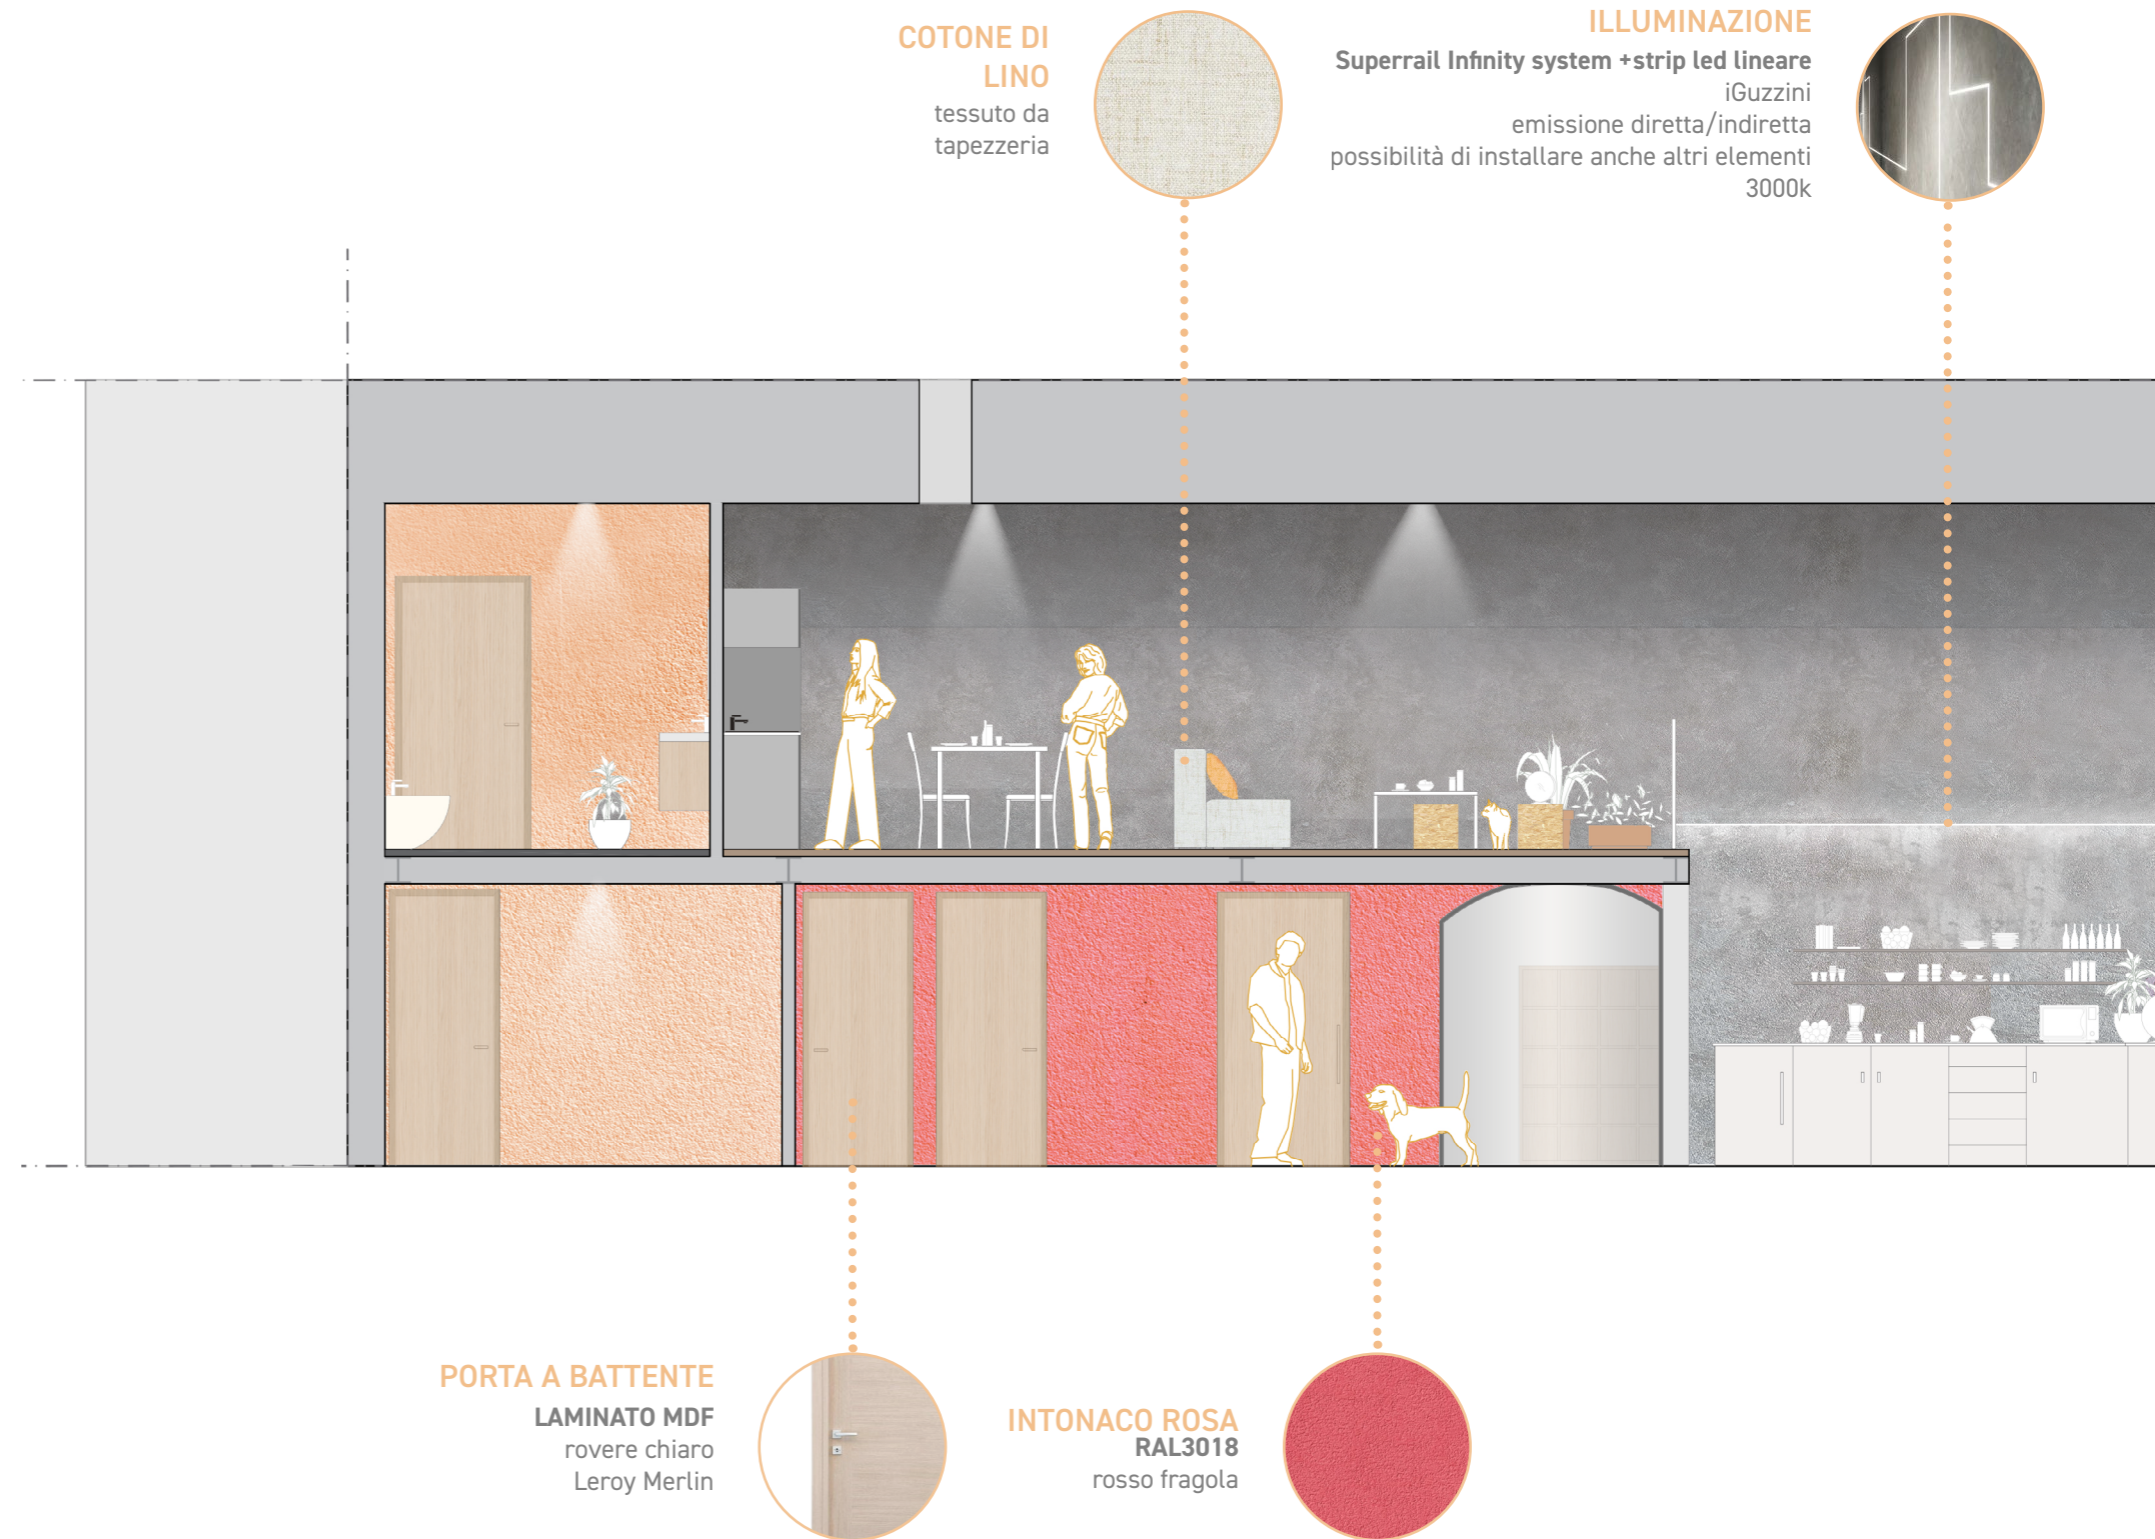 COTONE DI
LINO
tessuto da
tapezzeria
ILLUMINAZIONE
Superrail Infinity system +strip led lineare
iGuzzini
emissione diretta/indiretta
possibilità di installare anche altri elementi
3000k
PORTA A BATTENTE
LAMINATO MDF
rovere chiaro
Leroy Merlin
INTONACO ROSA
RAL3018
rosso fragola